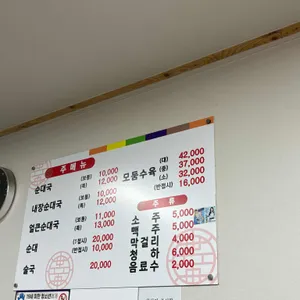 주메뉴
순대국 (보통) 10,000
(특) 12,000
내장순대국 (보통) 10,000
(특) 12,000
얼큰순대국 (보통) 11,000
(특) 13,000
순대 (1접시) 20,000
(반접시) 10,000
술국 20,000
모둠수육 (대) 42,000
(중) 37,000
(소) 32,000
(반접시) 16,000
주류
소주 5,000
맥주 5,000
막걸리 4,000
청하 6,000
음료수 2,000